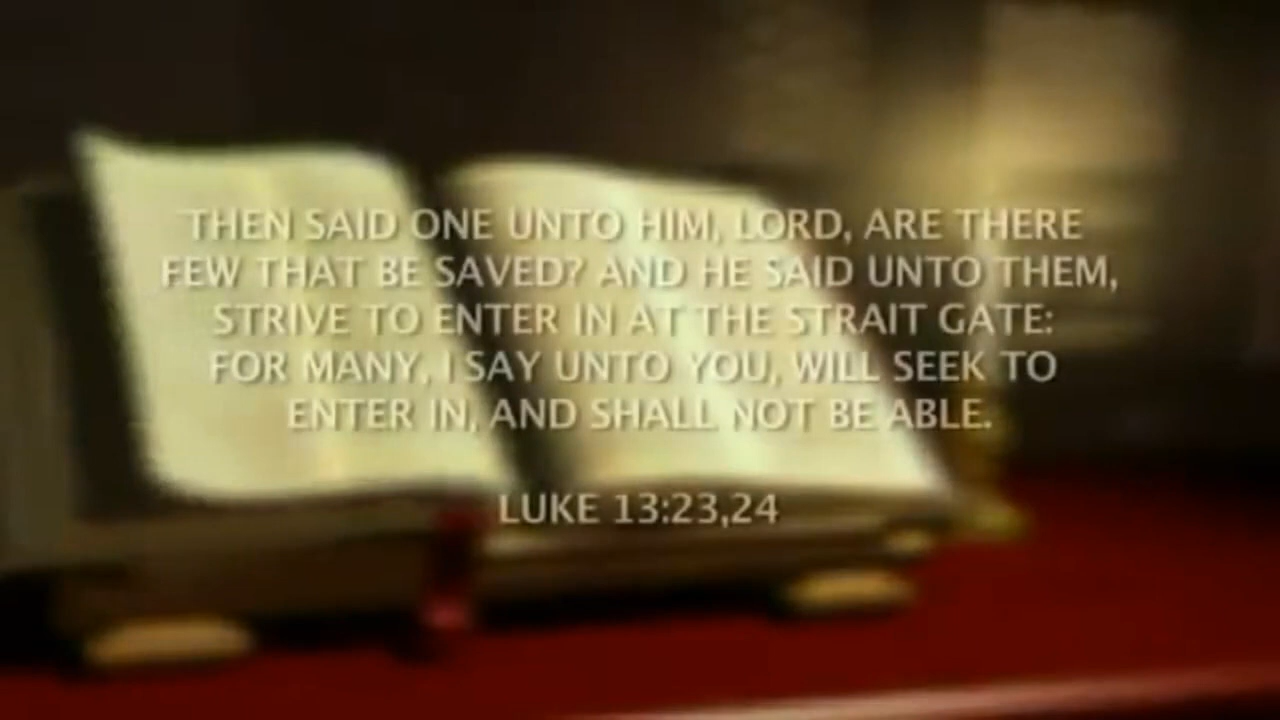 THEN SAID ONE UNTO HIM, LORD, ARE THERE
FEW THAT BE SAVED? AND HE SAID UNTO THEM,
STRIVE TO ENTER IN AT THE STRAIT GATE:
FOR MANY, I SAY UNTO YOU, WILL SEEK TO
ENTER IN, AND SHALL NOT BE ABLE.
LUKE 13:23,24